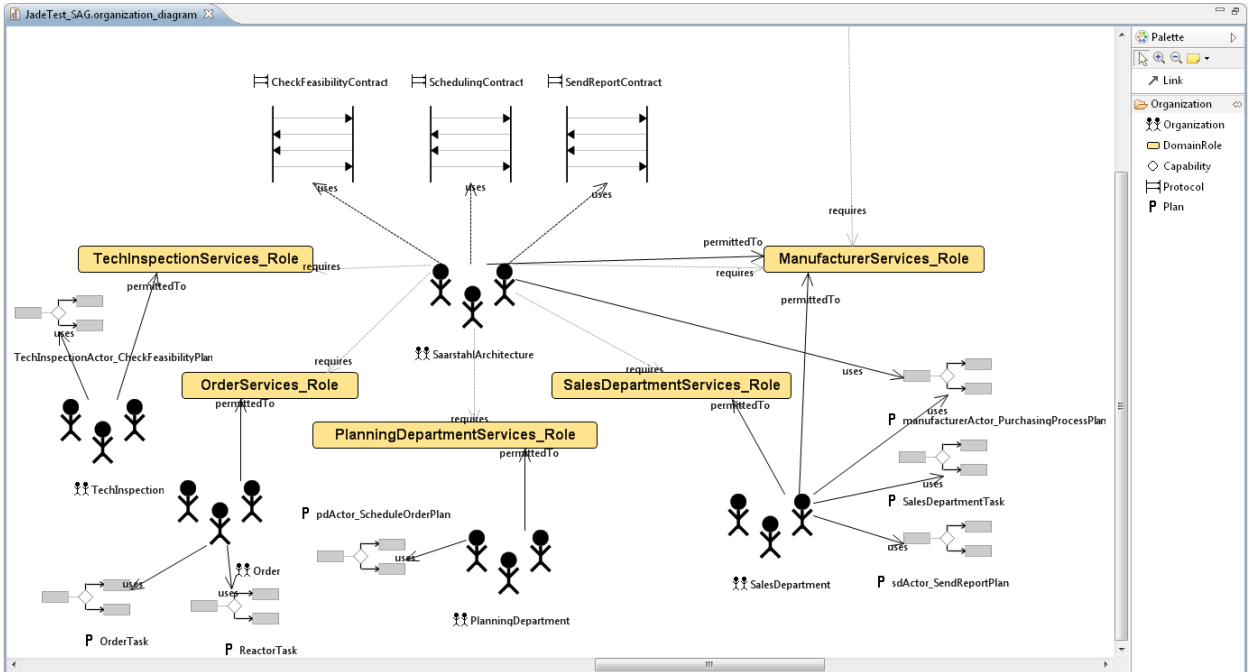 JadeTest_SAG.organization_diagram
Palette
Link
Organization
Organization
DomainRole
Capability
Protocol
Plan
CheckFeasibilityContract
SchedulingContract
SendReportContract
uses
uses
uses
requires
permittedTo
TechInspectionServices_Role
requires
ManufacturerServices_Role
requires
permittedTo
permittedTo
uses
TechInspectionActor_CheckFeasibilityPlan
SaarstahlArchitecture
requires
requires
uses
OrderServices_Role
SalesDepartmentServices_Role
permittedTo
permittedTo
requires
uses
manufacturerActor_PurchasingProcessPlan
PlanningDepartmentServices_Role
permittedTo
TechInspection
uses
SalesDepartmentTask
pdActor_ScheduleOrderPlan
uses
uses
Order
SalesDepartment
sdActor_SendReportPlan
uses
uses
PlanningDepartment
OrderTask
ReactorTask